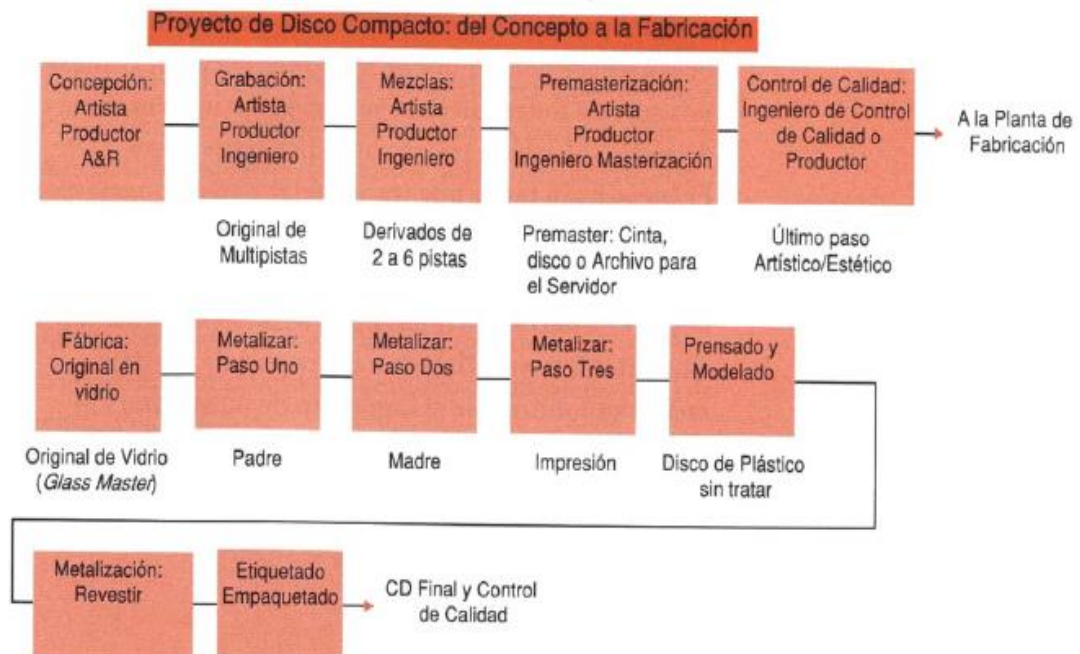 Proyecto de Disco Compacto: del Concepto a la Fabricación
Concepción:
Artista
Productor
A&R
Grabación:
Artista
Productor
Ingeniero
Mezclas:
Artista
Productor
Ingeniero
Premasterización:
Artista
Productor
Ingeniero Masterización
Control de Calidad:
Ingeniero de Control
de Calidad o
Productor
A la Planta de
Fabricación
Original de
Multipistas
Derivados de
2 a 6 pistas
Premaster: Cinta,
disco o Archivo para
el Servidor
Último paso
Artístico/Estético
Fábrica:
Original en
vidrio
Metalizar:
Paso Uno
Metalizar:
Paso Dos
Metalizar:
Paso Tres
Prensado y
Modelado
Original de Vidrio
(Glass Master)
Padre
Madre
Impresión
Disco de Plástico
sin tratar
Metalización:
Revestir
Etiquetado
Empaquetado
CD Final y Control
de Calidad